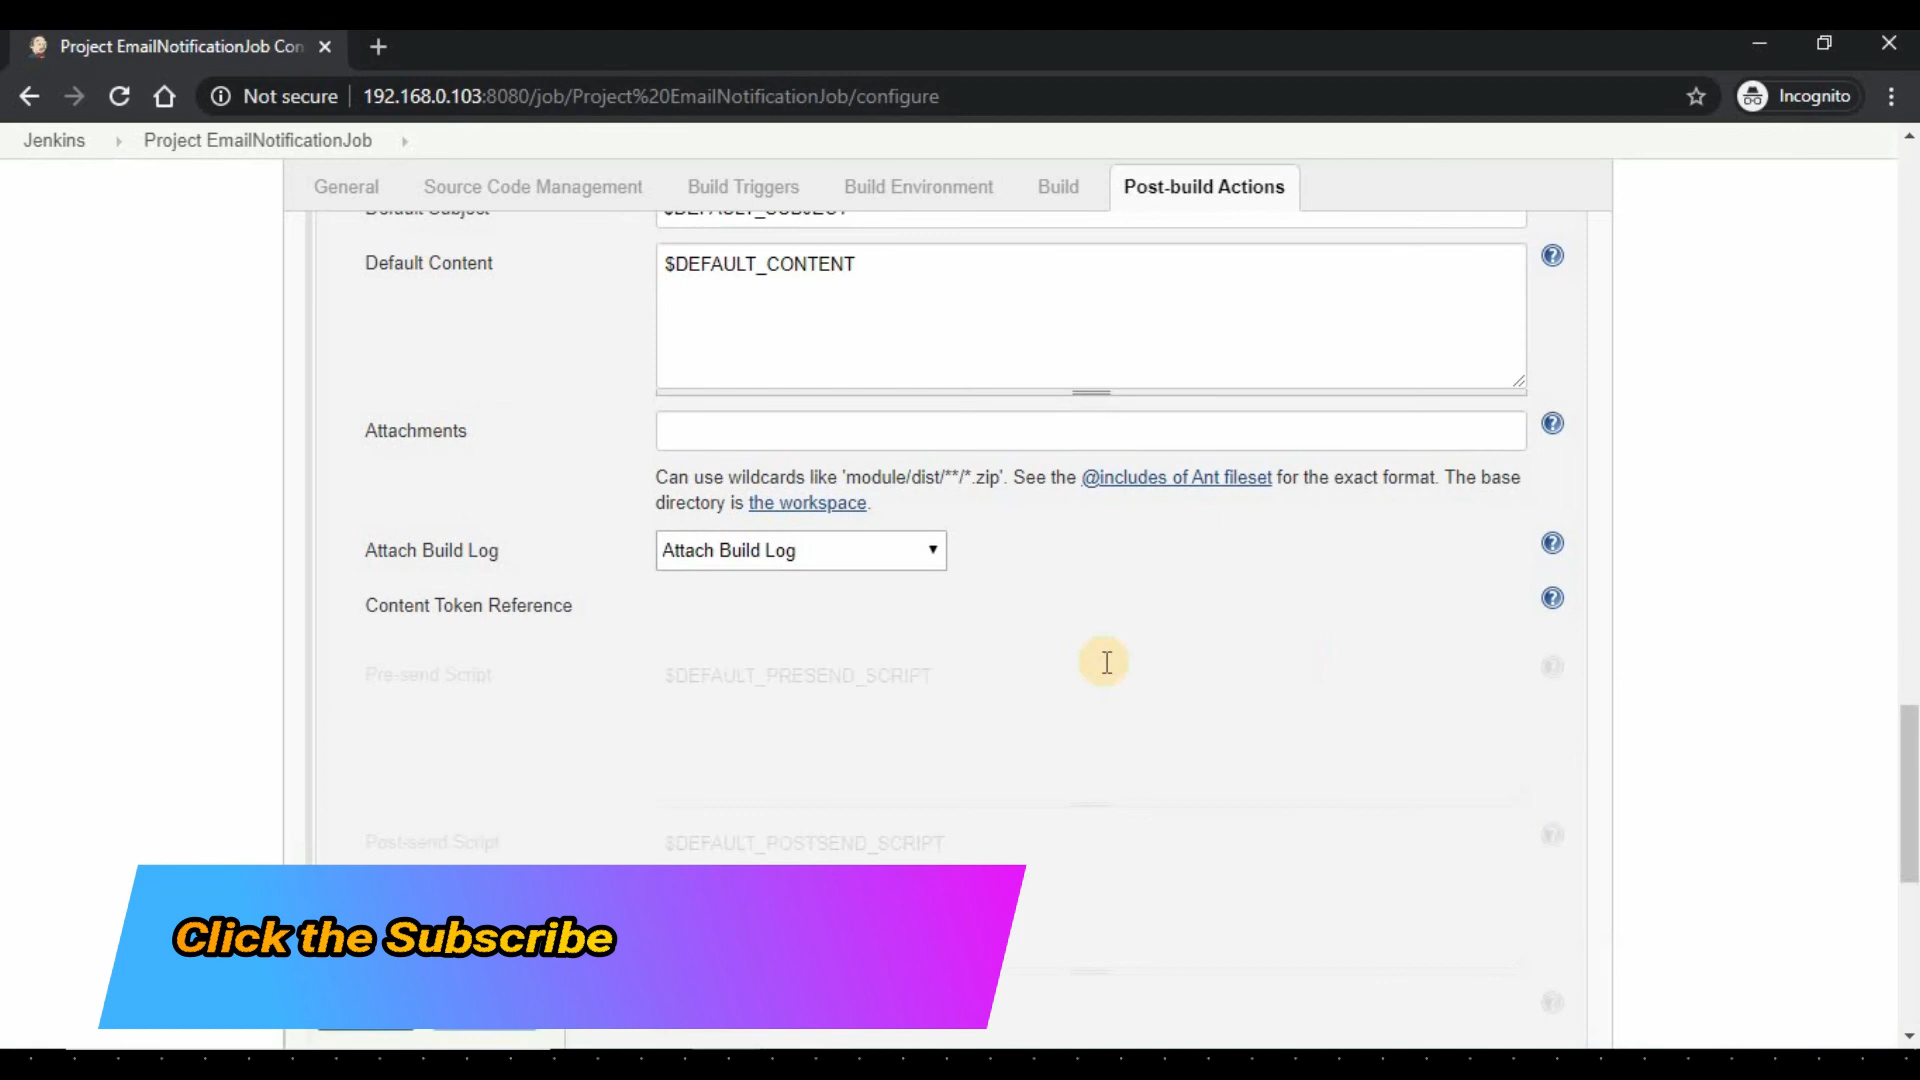 Project EmailNotificationJob Con
Not secure
192.168.0.103:8080/job/Project%20EmailNotificationJob/configure
Incognito
Jenkins
Project EmailNotificationJob
General
Source Code Management
Build Triggers
Build Environment
Build
Post-build Actions
Default Subject
$DEFAULT_SUBJECT
Default Content
$DEFAULT_CONTENT
Attachments
Can use wildcards like 'module/dist/**/*.zip'. See the @includes of Ant fileset for the exact format. The base
directory is the workspace.
Attach Build Log
Attach Build Log
Content Token Reference
Pre-send Script
$DEFAULT_PRESEND_SCRIPT
Post-send Script
$DEFAULT_POSTSEND_SCRIPT
Click the Subscribe